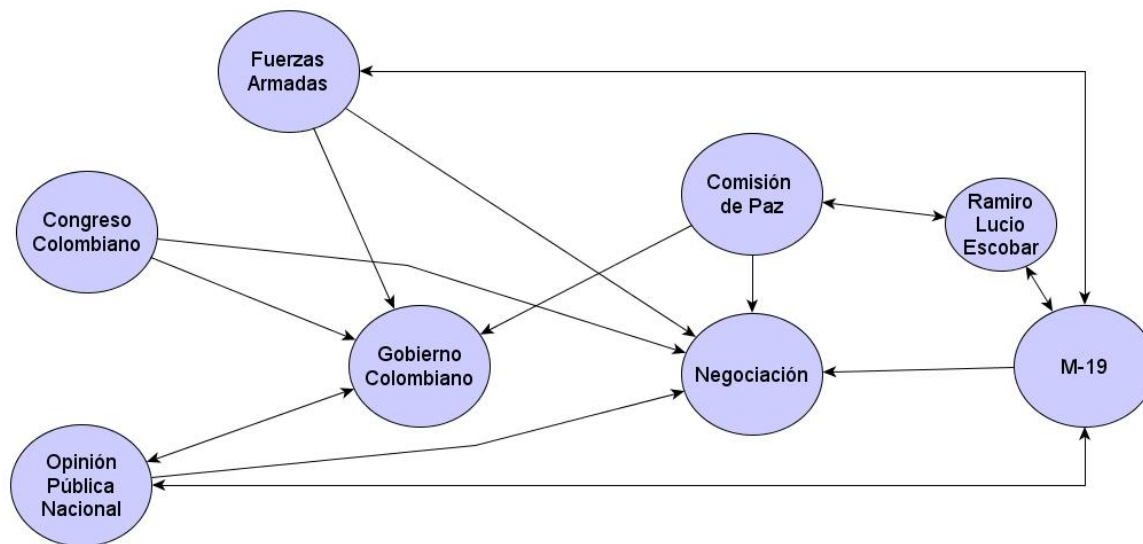 Fuerzas
Armadas
Comisión
de Paz
Ramiro
Lucio
Escobar
Congreso
Colombiano
Gobierno
Colombiano
Negociación
M-19
Opinión
Pública
Nacional